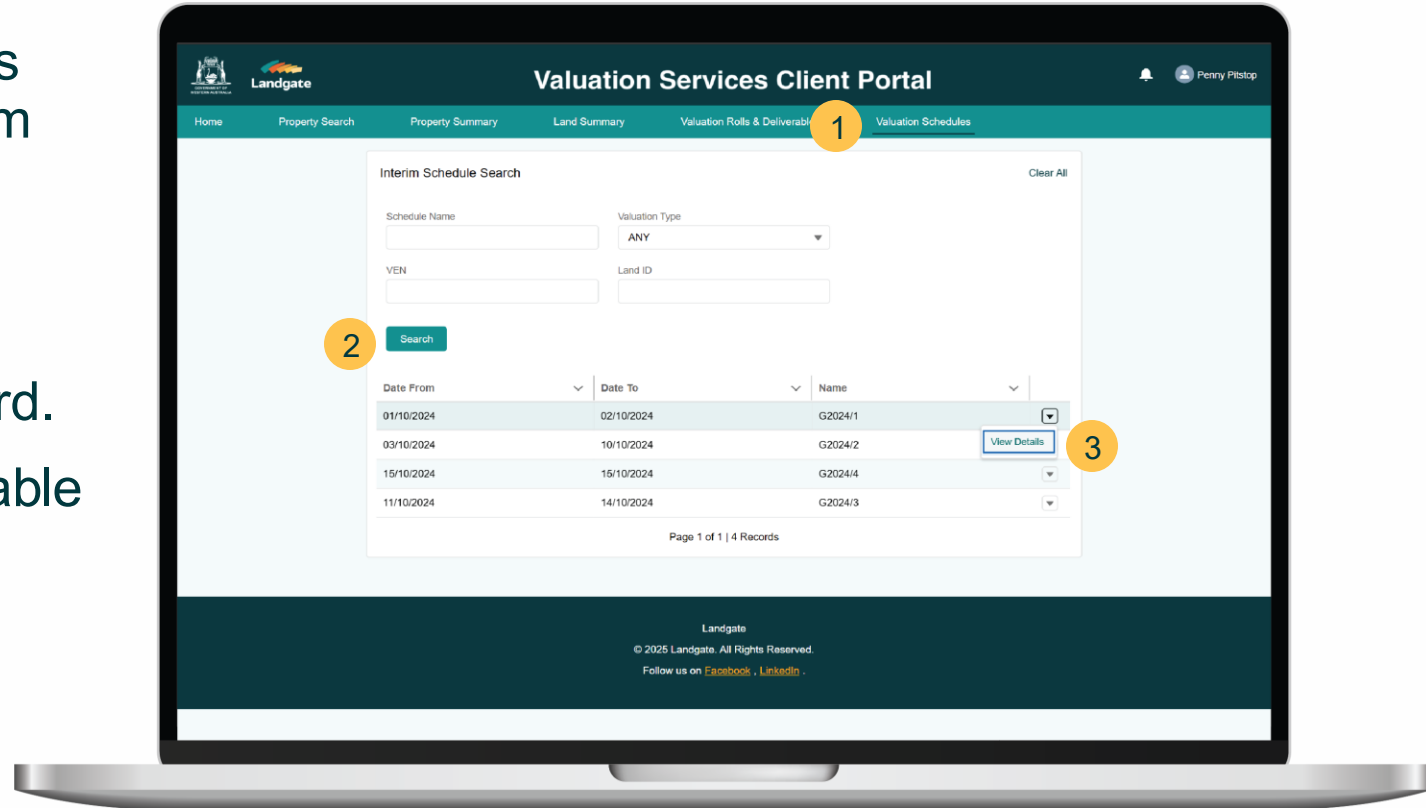 s
m
rd.
able
GOVERNMENT OF
WESTERN AUSTRALIA
Landgate
Valuation Services Client Portal
Penny Pitstop
Home Property Search Property Summary Land Summary Valuation Rolls & Deliverabl 1 Valuation Schedules
Interim Schedule Search Clear All
Schedule Name Valuation Type
ANY
VEN Land ID
2 Search
Date From Date To Name
01/10/2024 02/10/2024 G2024/1
03/10/2024 10/10/2024 G2024/2 View Details 3
15/10/2024 15/10/2024 G2024/4
11/10/2024 14/10/2024 G2024/3
Page 1 of 1 | 4 Records
Landgate
© 2025 Landgate. All Rights Reserved.
Follow us on Facebook , LinkedIn .